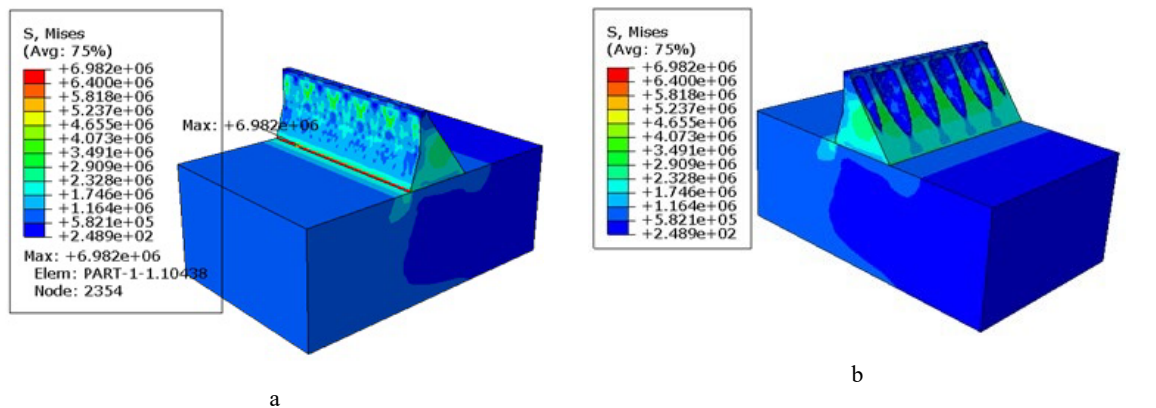 S, Mises
(Avg: 75%)
+6.982e+06
+6.400e+06
+5.818e+06
+5.237e+06
+4.655e+06
+4.073e+06
+3.491e+06
+2.909e+06
+2.328e+06
+1.746e+06
+1.164e+06
+5.821e+05
+2.489e+02
Max: +6.982e+06
Elem: PART-1-1.10438
Node: 2354
Max: +6.982e+06
a
S, Mises
(Avg: 75%)
+6.982e+06
+6.400e+06
+5.818e+06
+5.237e+06
+4.655e+06
+4.073e+06
+3.491e+06
+2.909e+06
+2.328e+06
+1.746e+06
+1.164e+06
+5.821e+05
+2.489e+02
b